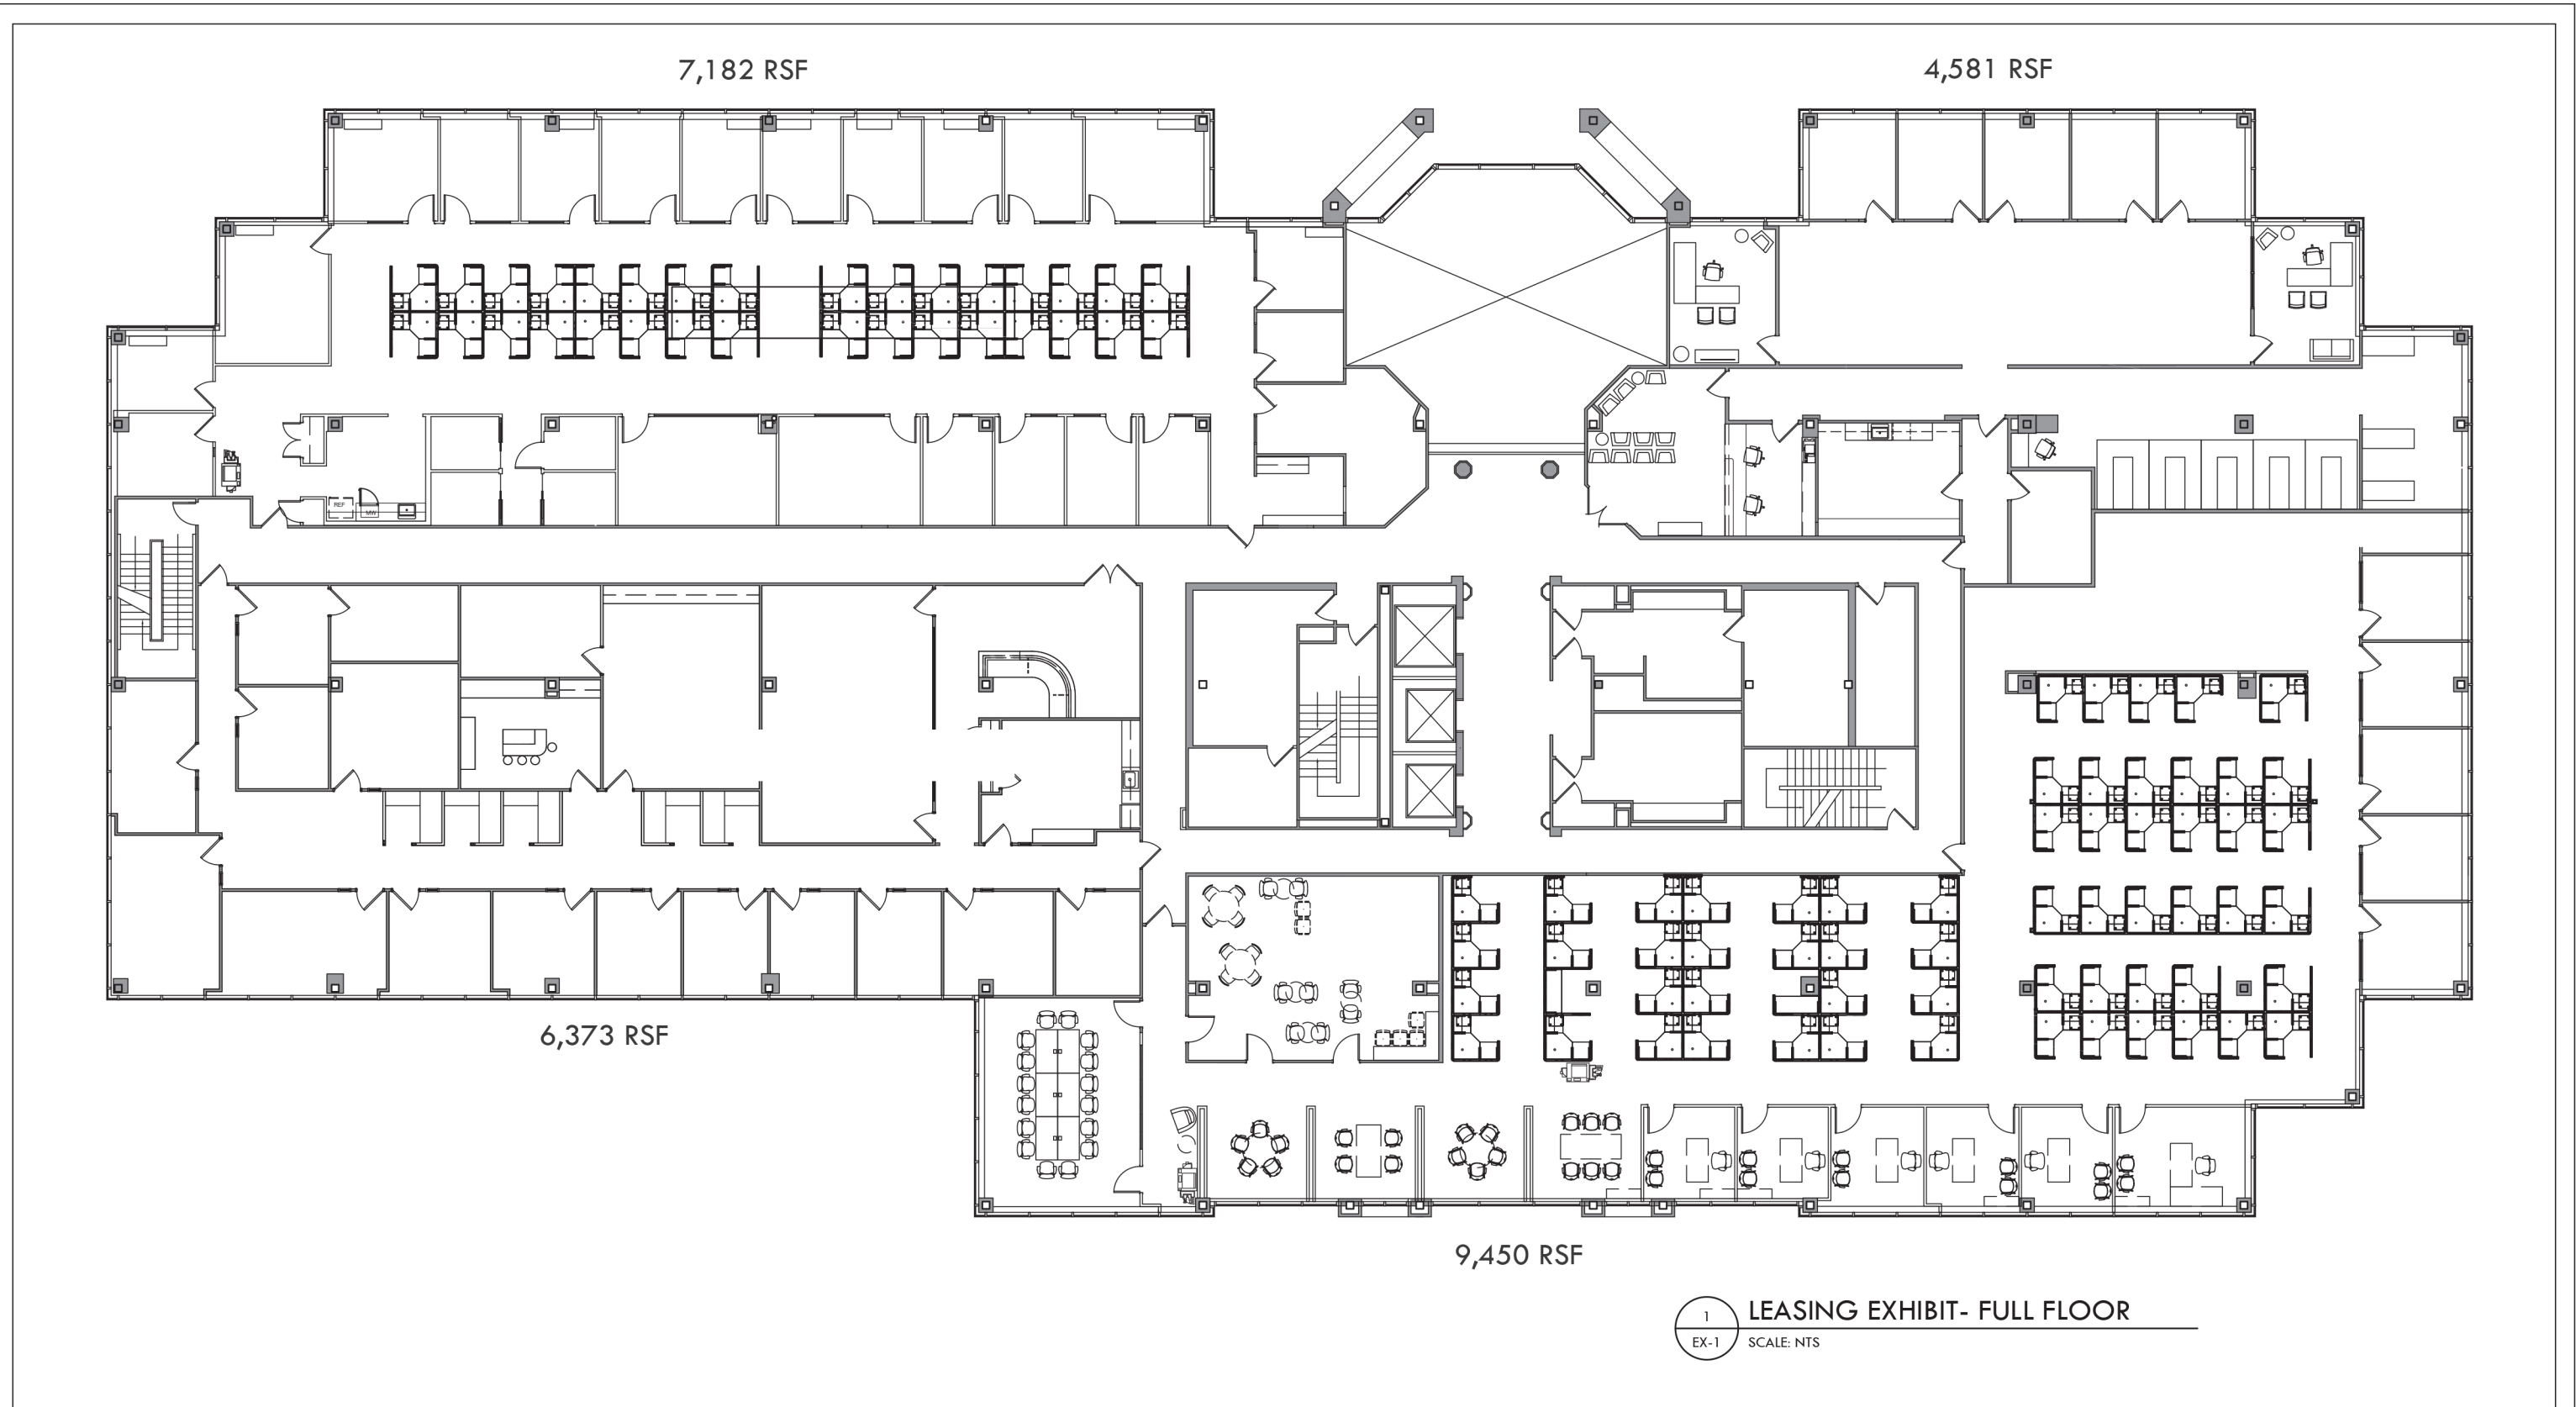 7,182 RSF
4,581 RSF
REF
MW
6,373 RSF
9,450 RSF
1
EX-1
LEASING EXHIBIT- FULL FLOOR
SCALE: NTS